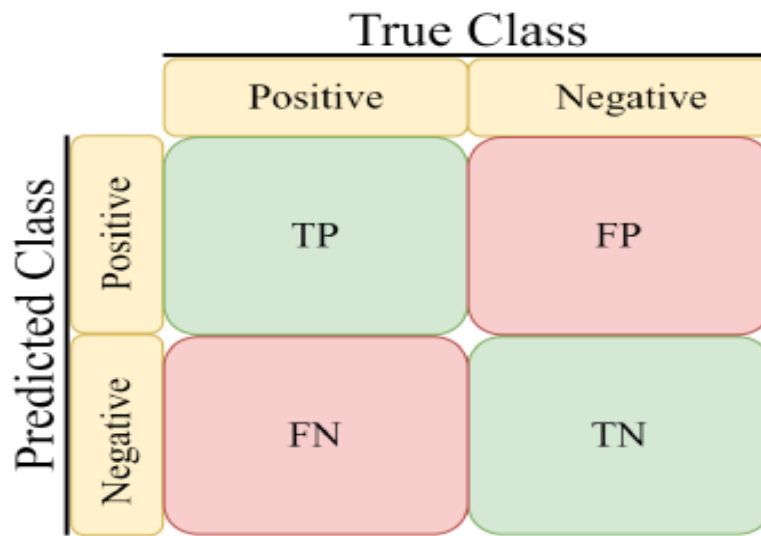 True Class
Positive Negative
Predicted Class
Positive
TP FP
Negative
FN TN